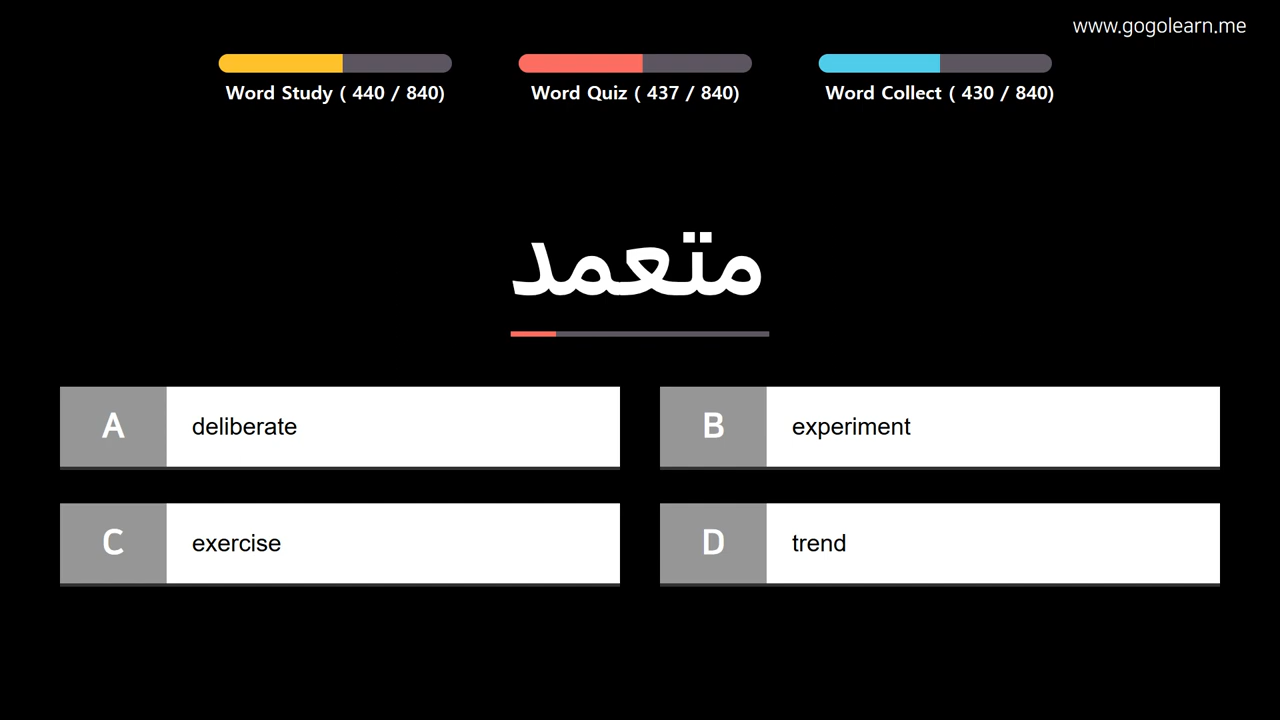 www.gogolearn.me
Word Study ( 440 / 840)
Word Quiz ( 437 / 840)
Word Collect ( 430 / 840)
متعمد
A deliberate
B experiment
C exercise
D trend